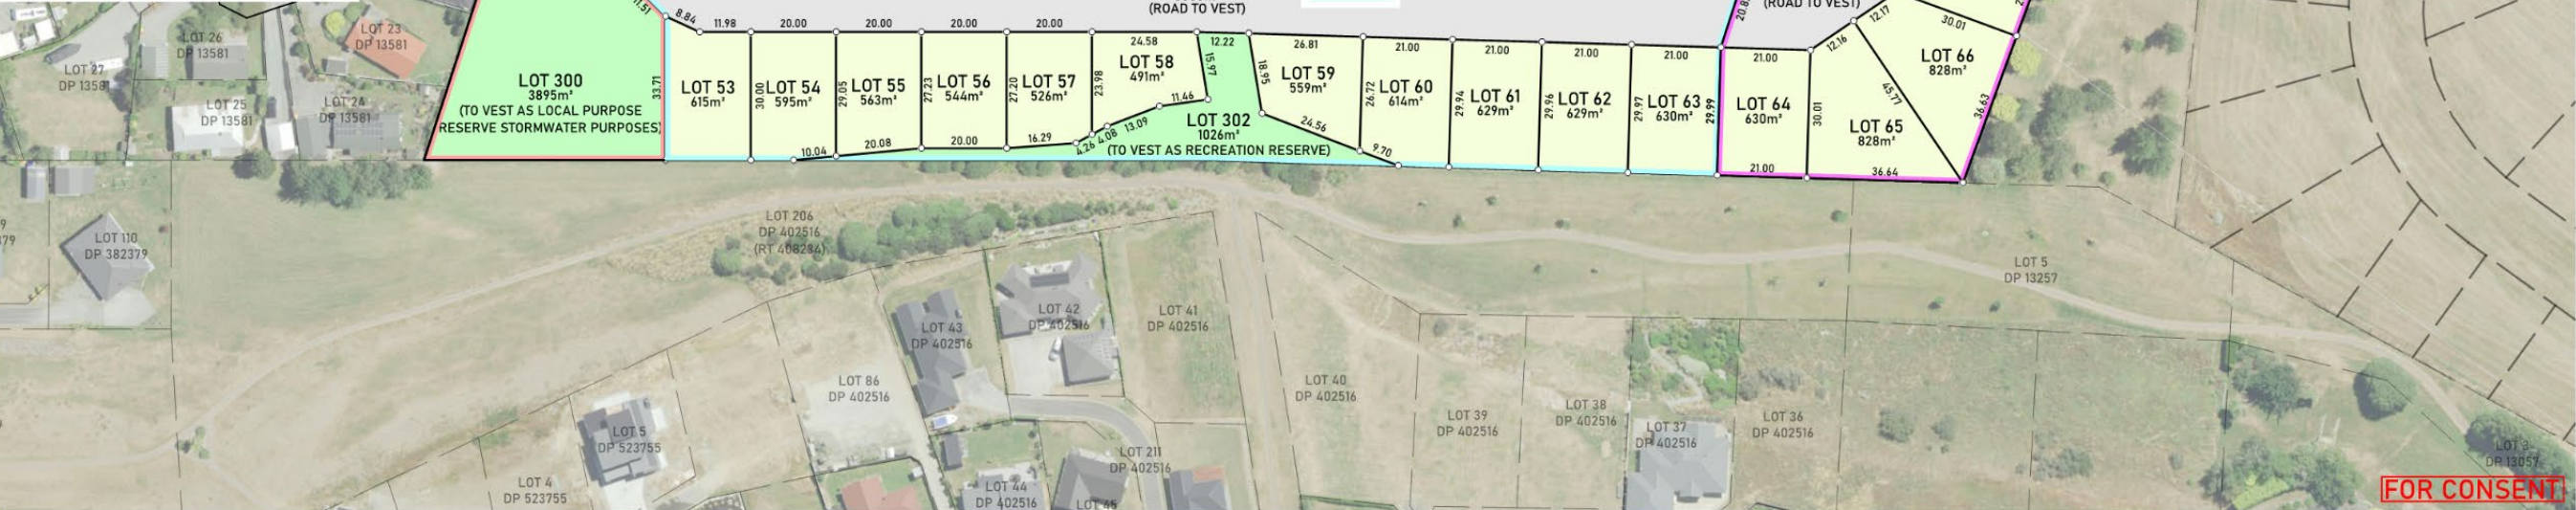 (ROAD TO VEST)
(ROAD TO VEST)
LOT 27
DP 13581
LOT 26
DP 13581
LOT 25
DP 13581
LOT 23
DP 13581
LOT 24
DP 13581
LOT 300
3895m²
(TO VEST AS LOCAL PURPOSE
RESERVE STORMWATER PURPOSES)
33.71
8.84
11.98
20.00
20.00
20.00
20.00
24.58
12.22
26.81
21.00
21.00
21.00
21.00
21.00
12.16
12.17
30.01
LOT 53
615m²
30.00
LOT 54
595m²
29.05
LOT 55
563m²
27.23
LOT 56
544m²
27.20
LOT 57
526m²
23.98
LOT 58
491m²
15.97
11.46
13.09
4.08
4.26
16.29
20.00
20.08
10.04
LOT 302
1026m²
(TO VEST AS RECREATION RESERVE)
18.95
LOT 59
559m²
24.56
9.70
26.72
LOT 60
614m²
29.94
LOT 61
629m²
29.96
LOT 62
629m²
29.97
LOT 63
630m²
29.99
LOT 64
630m²
21.00
30.01
LOT 65
828m²
36.64
45.77
LOT 66
828m²
36.63
LOT 110
DP 382379
LOT 206
DP 402516
(RT 408234)
LOT 5
DP 13257
LOT 43
DP 402516
LOT 42
DP 402516
LOT 41
DP 402516
LOT 86
DP 402516
LOT 40
DP 402516
LOT 39
DP 402516
LOT 38
DP 402516
LOT 37
DP 402516
LOT 36
DP 402516
LOT 5
DP 523755
LOT 4
DP 523755
LOT 211
DP 402516
LOT 44
DP 402516
LOT 45
DP 13057
FOR CONSENT